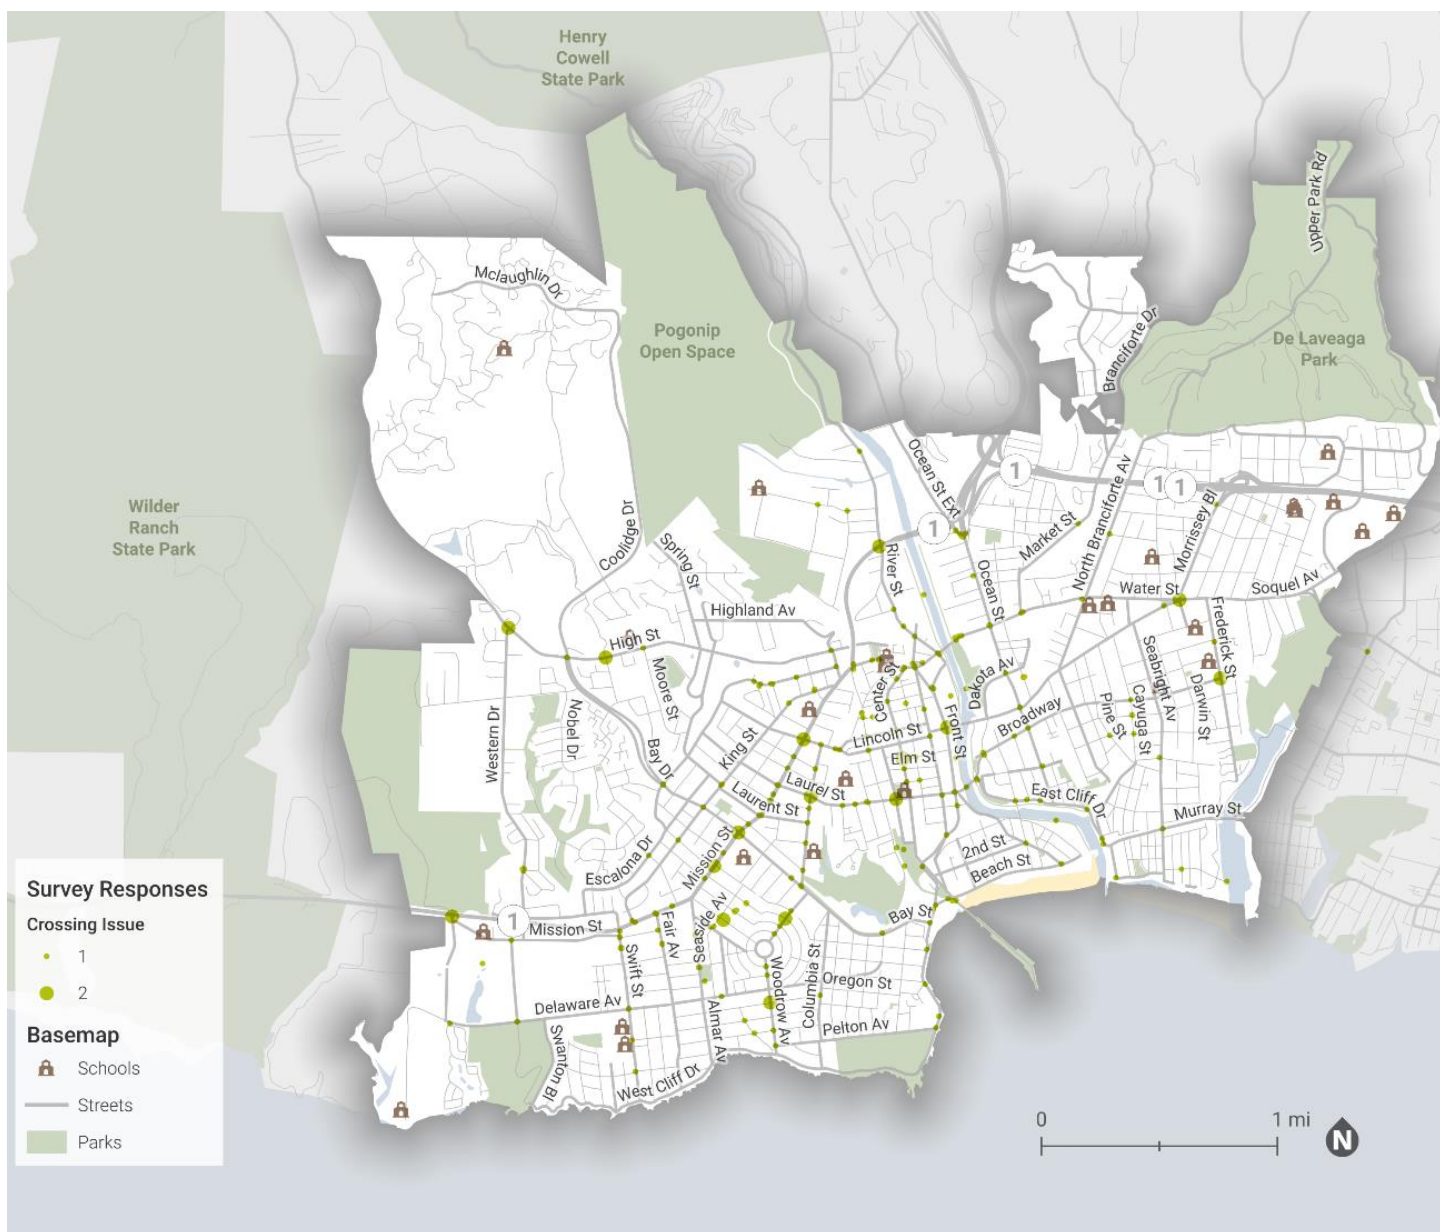 Henry
Cowell
State Park
Upper Park Rd
Mclaughlin Dr
Pogonip
Open Space
Branciforte Dr
De Laveaga
Park
Wilder
Ranch
State Park
Coolidge Dr
Spring St
Ocean St Ext
1
1
1
1
Market St
North Branciforte Av
Morrissey Bl
River St
Ocean St
Water St
Soquel Av
Highland Av
High St
Frederick St
Moore St
Center St
Dakota Av
Seabright Av
Western Dr
Nobel Dr
Bay Dr
King St
Lincoln St
Front St
Broadway
Pine St
Cayuga St
Darwin St
Elm St
Laurel St
Laurent St
East Cliff Dr
Murray St
Escalona Dr
Mission St
2nd St
Beach St
Survey Responses
Crossing Issue
1
2
Basemap
Schools
Streets
Parks
1
Mission St
Fair Av
Seaside Av
Bay St
Swift St
Woodrow Av
Columbia St
Oregon St
Delaware Av
Almar Av
Pelton Av
Swanton Bl
West Cliff Dr
0
1 mi
N